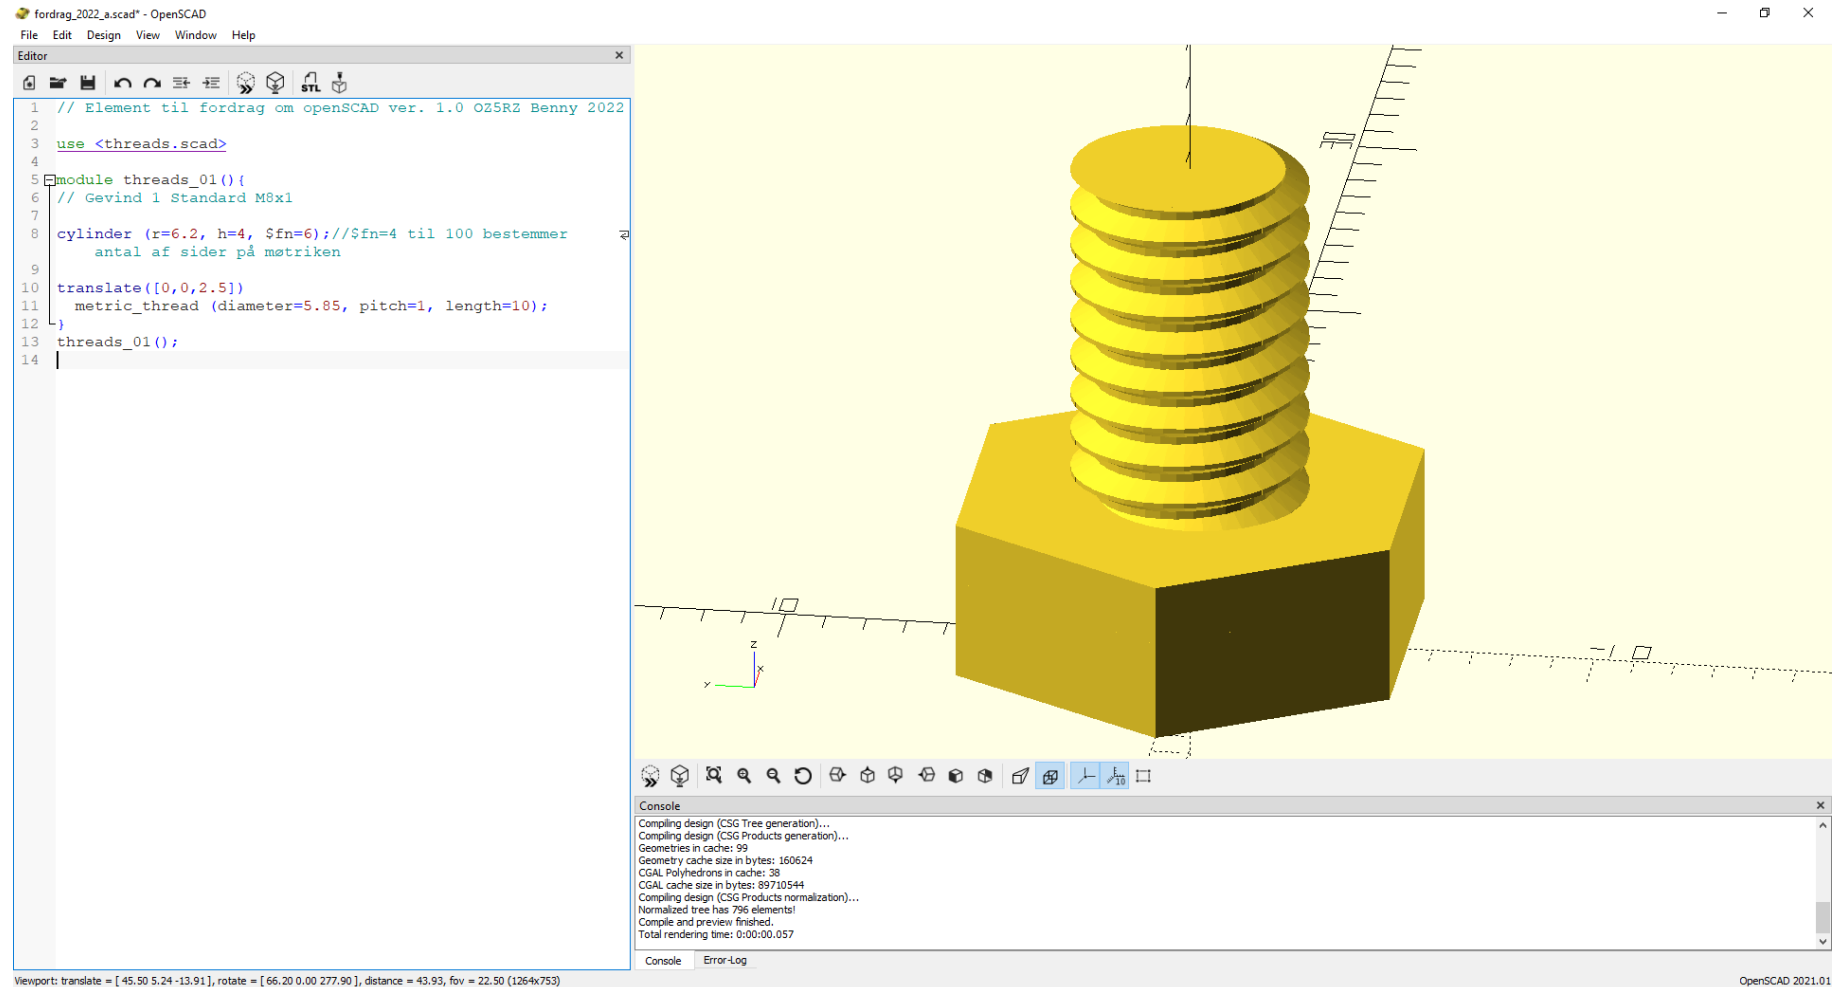 fordrag_2022_a.scad* - OpenSCAD
File Edit Design View Window Help
Editor
STL
1 // Element til fordrag om openSCAD ver. 1.0 OZ5RZ Benny 2022
2
3 use <threads.scad>
4
5 module threads_01(){
6 // Gevind 1 Standard M8x1
7
8 cylinder (r=6.2, h=4, $fn=6);//$fn=4 til 100 bestemmer
antal af sider på møtriken
9
10 translate([0,0,2.5])
11 metric_thread (diameter=5.85, pitch=1, length=10);
12 }
13 threads_01();
14
10
10
-10
Z
X
Y
10
Console
Compiling design (CSG Tree generation)...
Compiling design (CSG Products generation)...
Geometries in cache: 99
Geometry cache size in bytes: 160624
CGAL Polyhedrons in cache: 38
CGAL cache size in bytes: 89710544
Compiling design (CSG Products normalization)...
Normalized tree has 796 elements!
Compile and preview finished.
Total rendering time: 0:00:00.057
Console Error-Log
Viewport: translate = [ 45.50 5.24 -13.91 ], rotate = [ 66.20 0.00 277.90 ], distance = 43.93, fov = 22.50 (1264x753)
OpenSCAD 2021.01